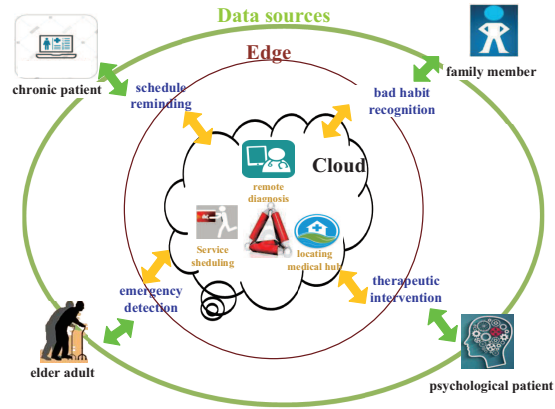 Data sources
Edge
chronic patient
family member
schedule
reminding
bad habit
recognition
Cloud
remote
diagnosis
Service
sheduling
locating
medical hub
emergency
detection
therapeutic
intervention
elder adult
psychological patient